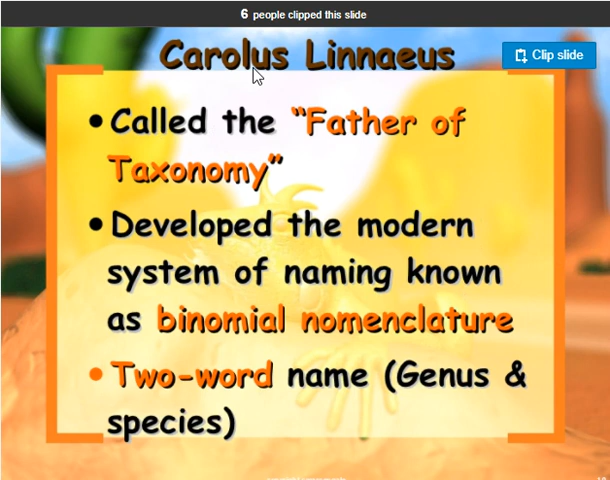 6 people clipped this slide
Carolus Linnaeus
Clip slide
•Called the “Father of
Taxonomy”
•Developed the modern
system of naming known
as binomial nomenclature
•Two-word name (Genus &
species)